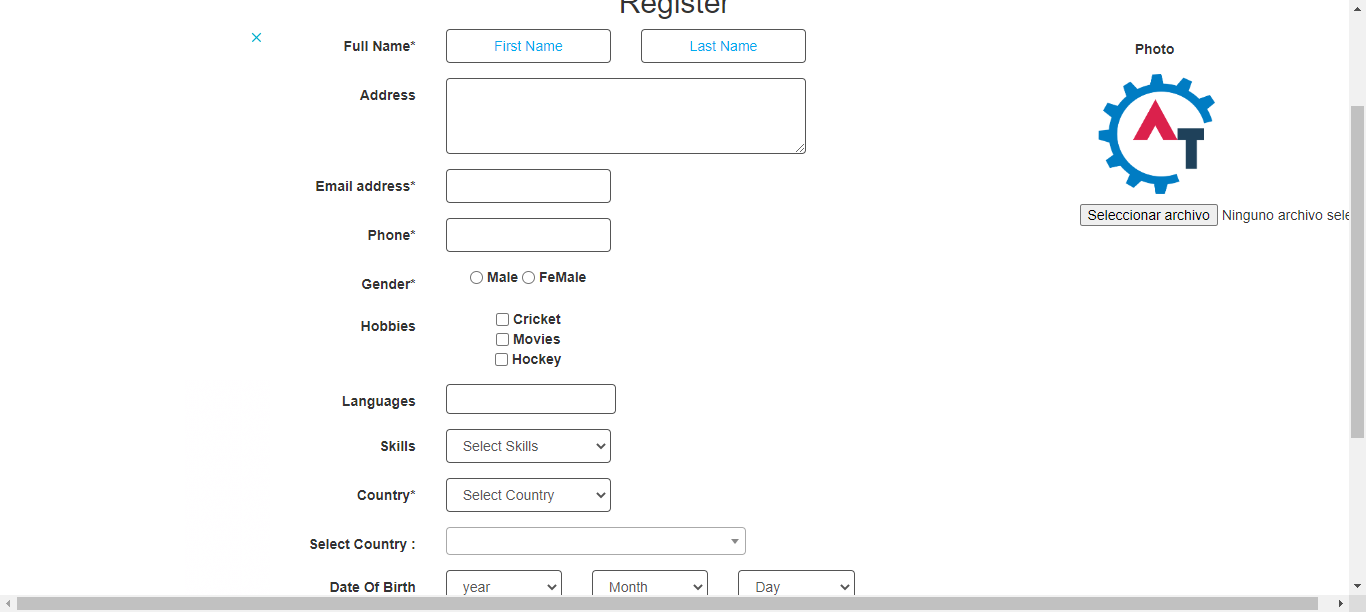 Register
Full Name*
First Name
Last Name
Photo
Address
AT
Seleccionar archivo
Ninguno archivo sele
Email address*
Phone*
Gender*
Male
FeMale
Hobbies
Cricket
Movies
Hockey
Languages
Skills
Select Skills
Country*
Select Country
Select Country :
Date Of Birth
year
Month
Day